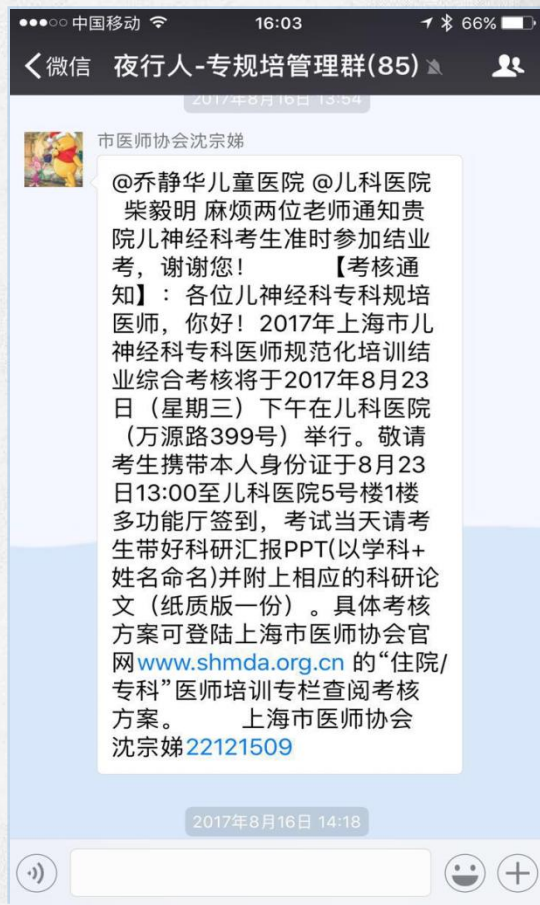 中国移动 16:03 66%
微信 夜行人-专规培管理群(85)
2017年8月16日 13:54
市医师协会沈宗娣
@乔静华儿童医院 @儿科医院
柴毅明 麻烦两位老师通知贵
院儿神经科考生准时参加结业
考，谢谢您！ 【考核通
知】：各位儿神经科专科规培
医师，你好！2017年上海市儿
神经科专科医师规范化培训结
业综合考核将于2017年8月23
日（星期三）下午在儿科医院
（万源路399号）举行。敬请
考生携带本人身份证于8月23
日13:00至儿科医院5号楼1楼
多功能厅签到，考试当天请考
生带好科研汇报PPT(以学科+
姓名命名)并附上相应的科研论
文（纸质版一份）。具体考核
方案可登陆上海市医师协会官
网www.shmda.org.cn 的“住院/
专科”医师培训专栏查阅考核
方案。 上海市医师协会
沈宗娣22121509
2017年8月16日 14:18